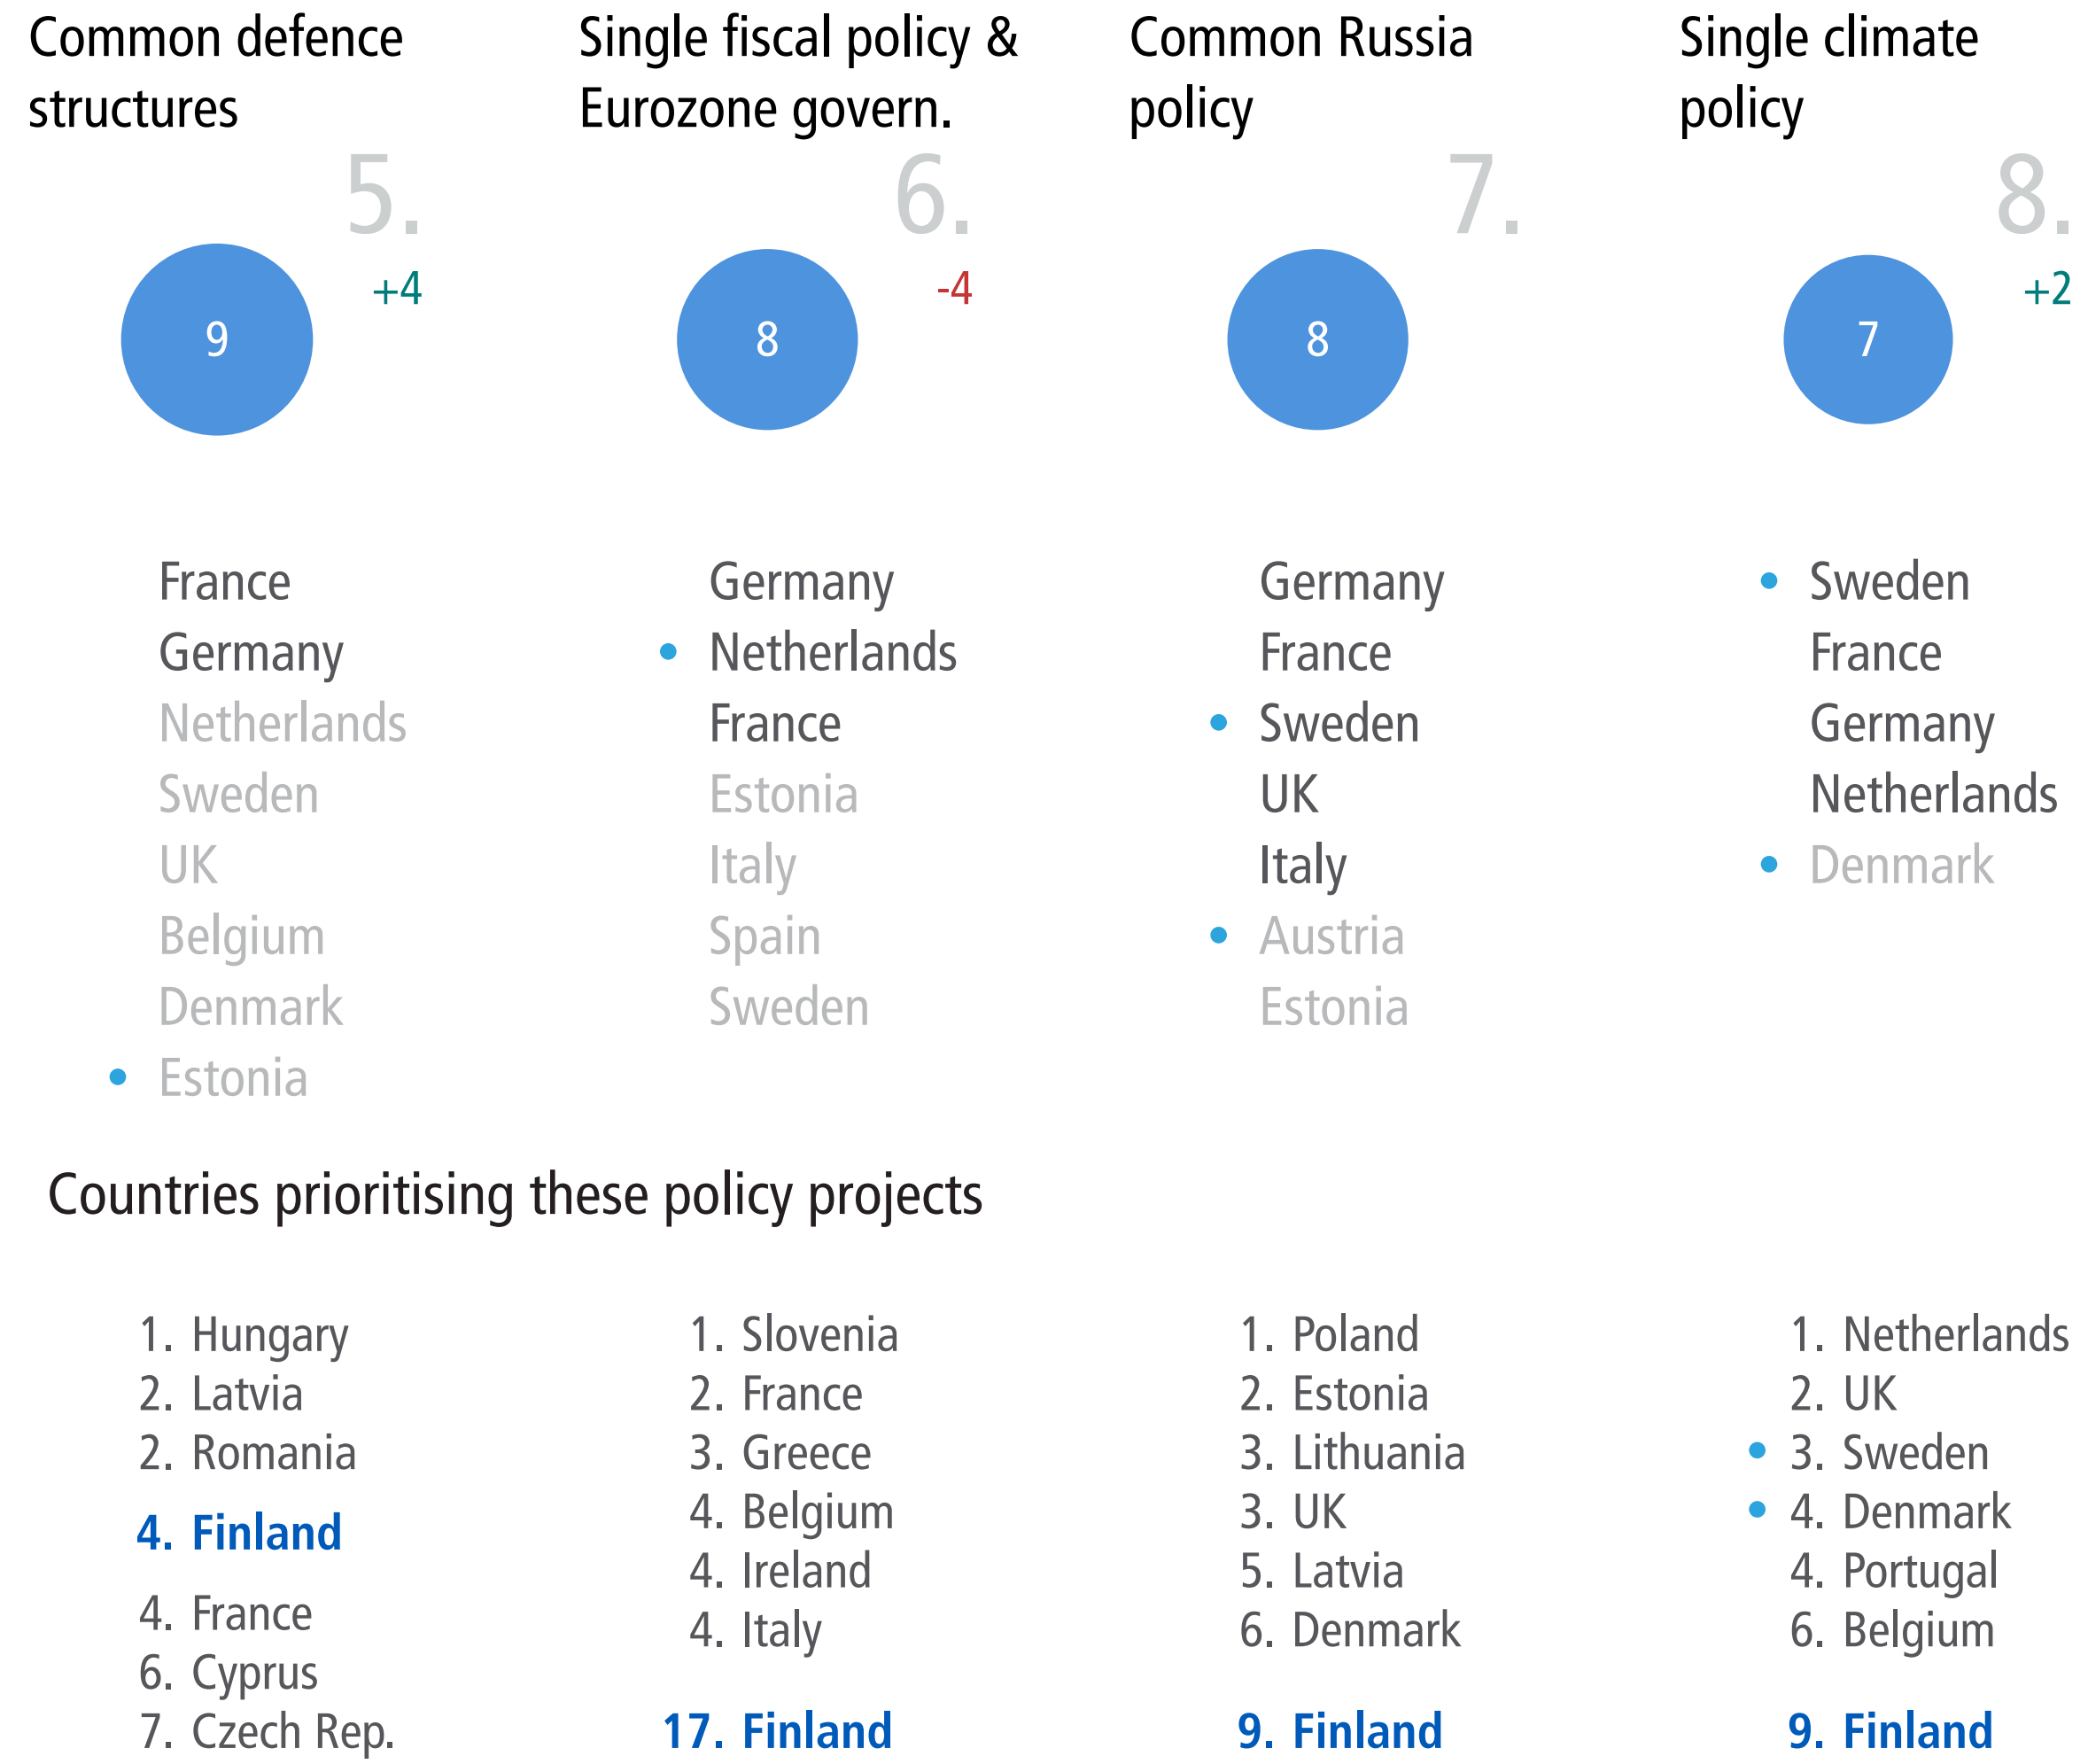 Common defence
structures
5.
+4
9
France
Germany
Netherlands
Sweden
UK
Belgium
Denmark
Estonia
Single fiscal policy &
Eurozone govern.
6.
-4
8
Germany
Netherlands
France
Estonia
Italy
Spain
Sweden
Common Russia
policy
7.
8
Germany
France
Sweden
UK
Italy
Austria
Estonia
Single climate
policy
8.
+2
7
Sweden
France
Germany
Netherlands
Denmark
Countries prioritising these policy projects
1. Hungary
2. Latvia
2. Romania
4. Finland
4. France
6. Cyprus
7. Czech Rep.
1. Slovenia
2. France
3. Greece
4. Belgium
4. Ireland
4. Italy
17. Finland
1. Poland
2. Estonia
3. Lithuania
3. UK
5. Latvia
6. Denmark
9. Finland
1. Netherlands
2. UK
3. Sweden
4. Denmark
4. Portugal
6. Belgium
9. Finland